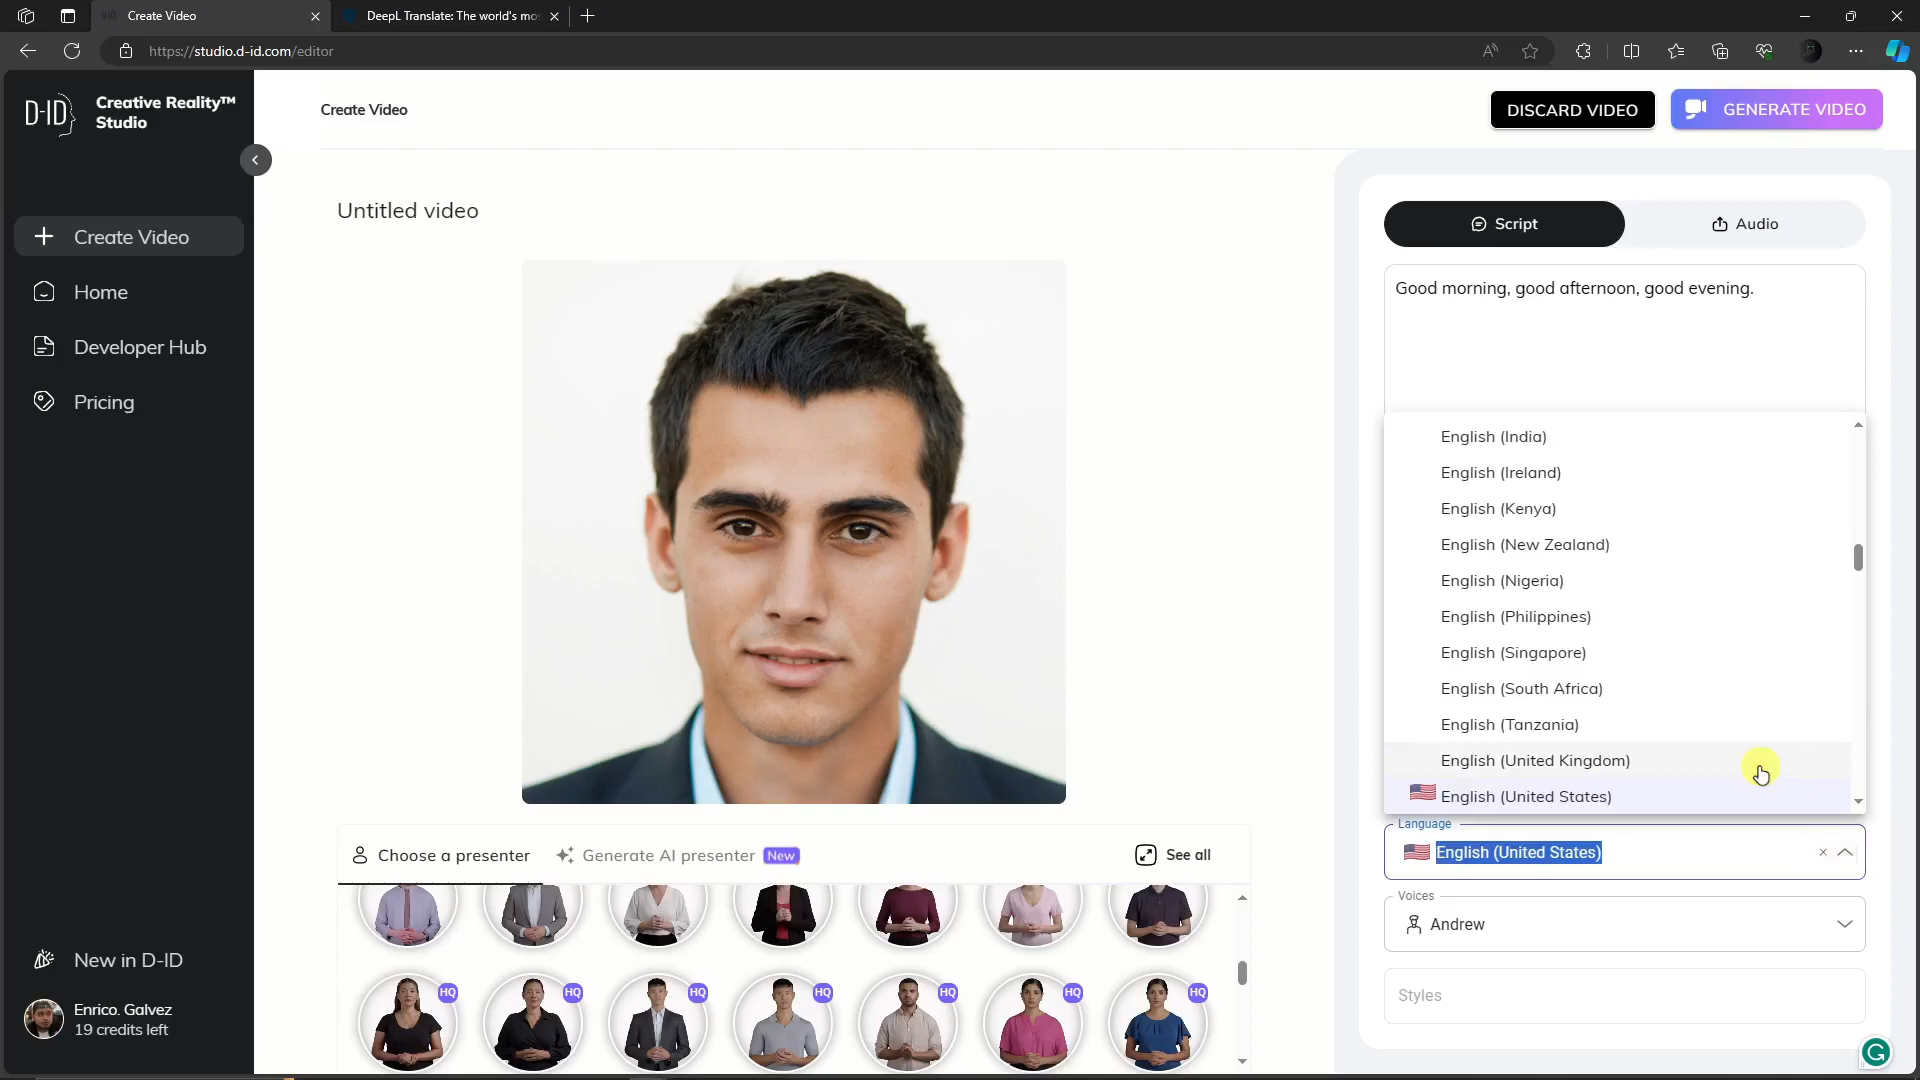 Create Video
DeepL Translate: The world's mos
https://studio.d-id.com/editor
D-ID
Creative Reality™
Studio
Create Video
Home
Developer Hub
Pricing
New in D-ID
Enrico. Galvez
19 credits left
Create Video
DISCARD VIDEO
GENERATE VIDEO
Untitled video
Choose a presenter
Generate AI presenter
New
See all
HQ
HQ
HQ
HQ
HQ
HQ
HQ
Script
Audio
Good morning, good afternoon, good evening.
English (India)
English (Ireland)
English (Kenya)
English (New Zealand)
English (Nigeria)
English (Philippines)
English (Singapore)
English (South Africa)
English (Tanzania)
English (United Kingdom)
English (United States)
Language
English (United States)
Voices
Andrew
Styles